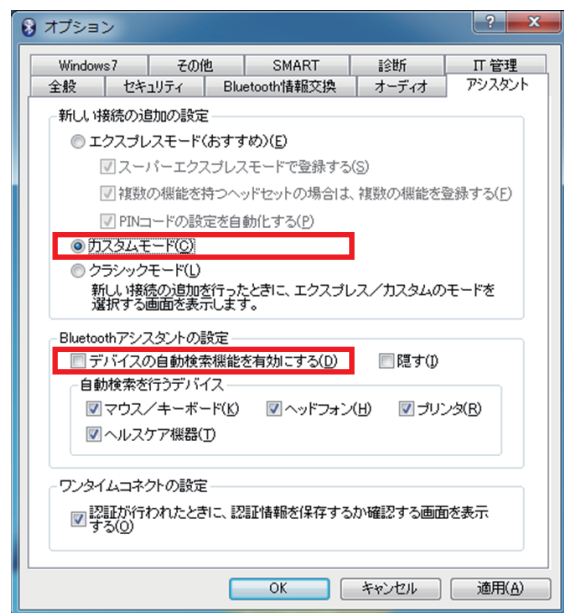 オプション
Windows7 その他 SMART 診断 IT 管理
全般 セキュリティ Bluetooth情報交換 オーディオ アシスタント
新しい接続の追加の設定
エクスプレスモード(おすすめ)(E)
スーパーエクスプレスモードで登録する(S)
複数の機能を持つヘッドセットの場合は、複数の機能を登録する(F)
PINコードの設定を自動化する(P)
カスタムモード(C)
クラシックモード(L)
新しい接続の追加を行ったときに、エクスプレス/カスタムのモードを
選択する画面を表示します。
Bluetoothアシスタントの設定
デバイスの自動検索機能を有効にする(D) 隠す(I)
自動検索を行うデバイス
マウス/キーボード(K) ヘッドフォン(H) プリンタ(R)
ヘルスケア機器(T)
ワンタイムコネクトの設定
認証が行われたときに、認証情報を保存するか確認する画面を表示
する(O)
OK キャンセル 適用(A)